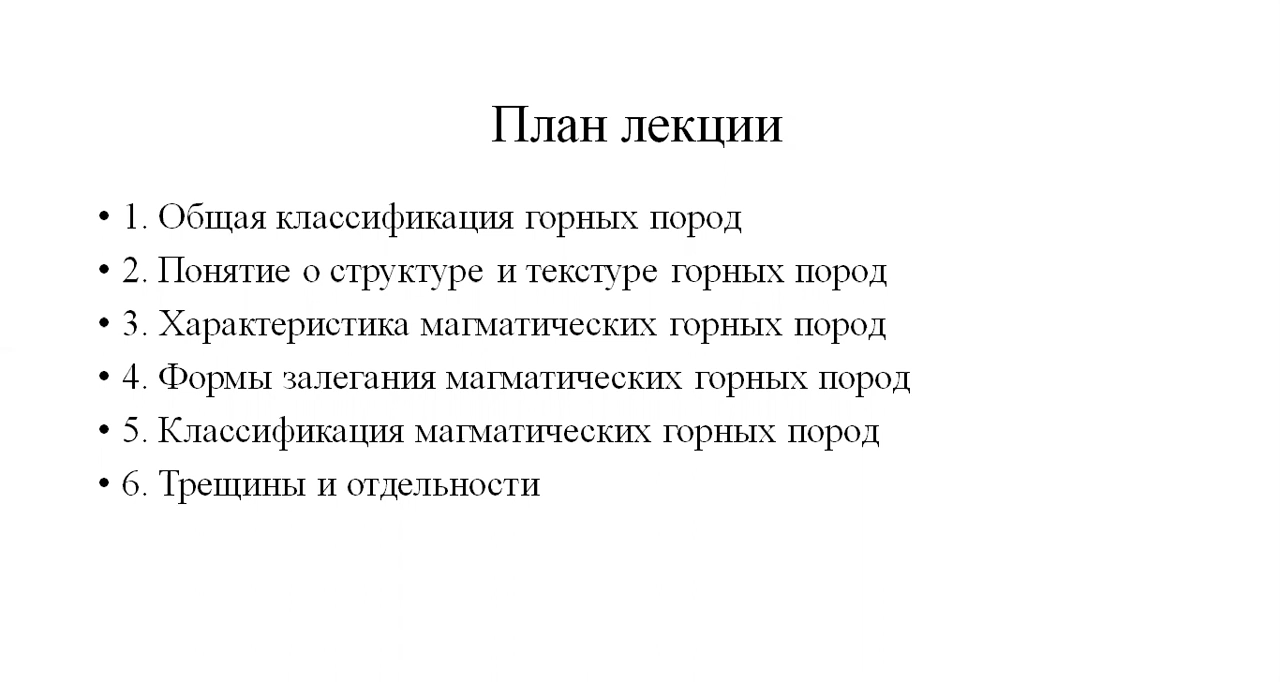 План лекции
• 1. Общая классификация горных пород
• 2. Понятие о структуре и текстуре горных пород
• 3. Характеристика магматических горных пород
• 4. Формы залегания магматических горных пород
• 5. Классификация магматических горных пород
• 6. Трещины и отдельности